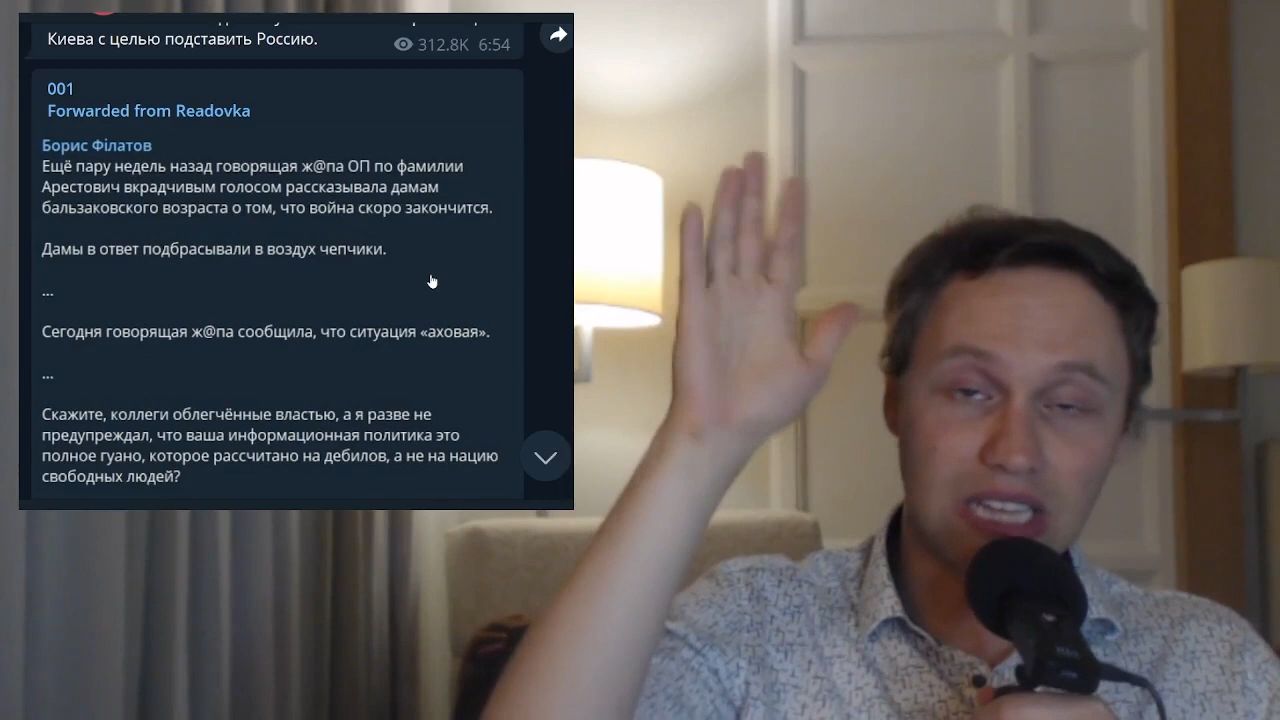 Киева с целью подставить Россию.
312.8K 6:54
001
Forwarded from Readovka
Борис Філатов
Ещё пару недель назад говорящая ж@па ОП по фамилии
Арестович вкрадчивым голосом рассказывала дамам
бальзаковского возраста о том, что война скоро закончится.
Дамы в ответ подбрасывали в воздух чепчики.
...
Сегодня говорящая ж@па сообщила, что ситуация «аховая».
...
Скажите, коллеги облегчённые властью, а я разве не
предупреждал, что ваша информационная политика это
полное гуано, которое рассчитано на дебилов, а не на нацию
свободных людей?